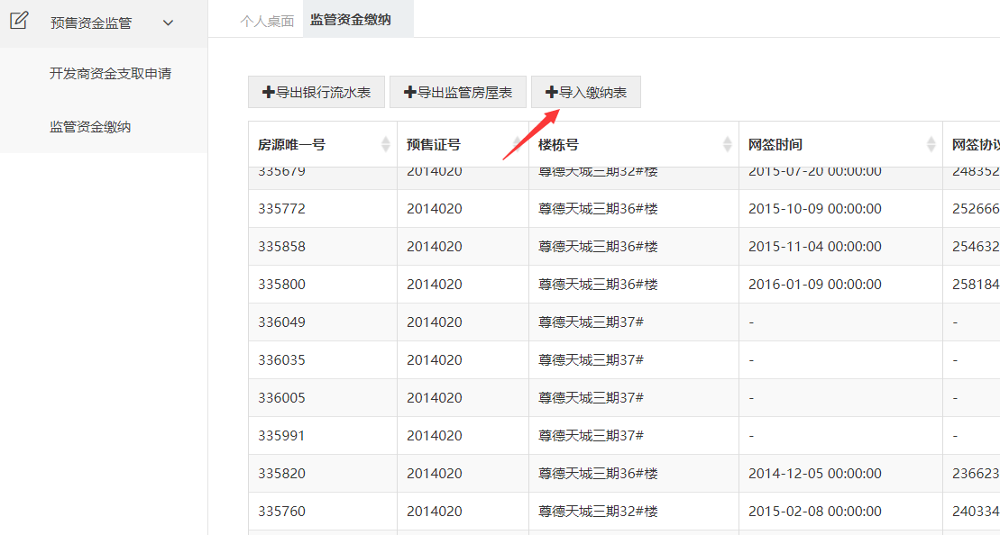 预售资金监管
开发商资金支取申请
监管资金缴纳
个人桌面 监管资金缴纳
导出银行流水表 导出监管房屋表 导入缴纳表
房源唯一号 预售证号 楼栋号 网签时间 网签协议
335679 2014020 尊德天城三期32#楼 2015-07-20 00:00:00 248352
335772 2014020 尊德天城三期36#楼 2015-10-09 00:00:00 252666
335858 2014020 尊德天城三期36#楼 2015-11-04 00:00:00 254632
335800 2014020 尊德天城三期36#楼 2016-01-09 00:00:00 258184
336049 2014020 尊德天城三期37# - -
336035 2014020 尊德天城三期37# - -
336005 2014020 尊德天城三期37# - -
335991 2014020 尊德天城三期37# - -
335820 2014020 尊德天城三期36#楼 2014-12-05 00:00:00 236623
335760 2014020 尊德天城三期32#楼 2015-02-08 00:00:00 240334